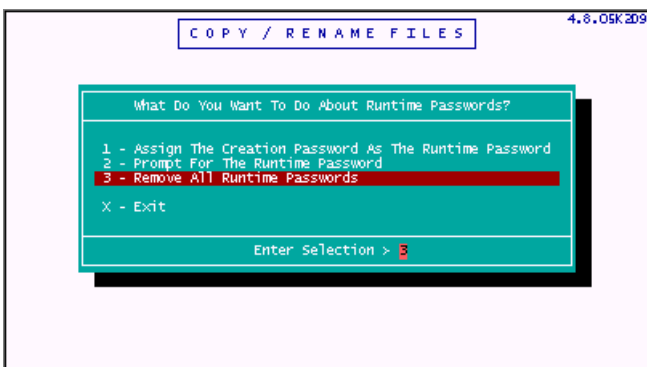 4.8.05K2D9
COPY / RENAME FILES
What Do You Want To Do About Runtime Passwords?
1 - Assign The Creation Password As The Runtime Password
2 - Prompt For The Runtime Password
3 - Remove All Runtime Passwords
X - Exit
Enter Selection > 3